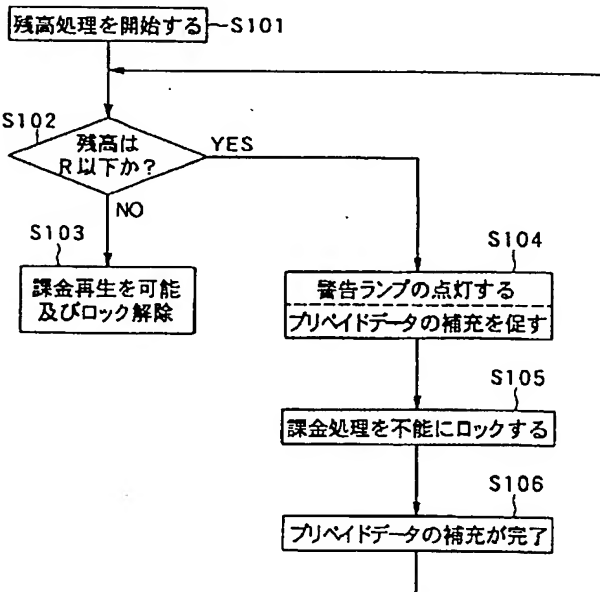 残高処理を開始する
S101
S102
残高は
R以下か?
YES
NO
S103
課金再生を可能
及びロック解除
S104
警告ランプの点灯する
プリペイドデータの補充を促す
S105
課金処理を不能にロックする
S106
プリペイドデータの補充が完了